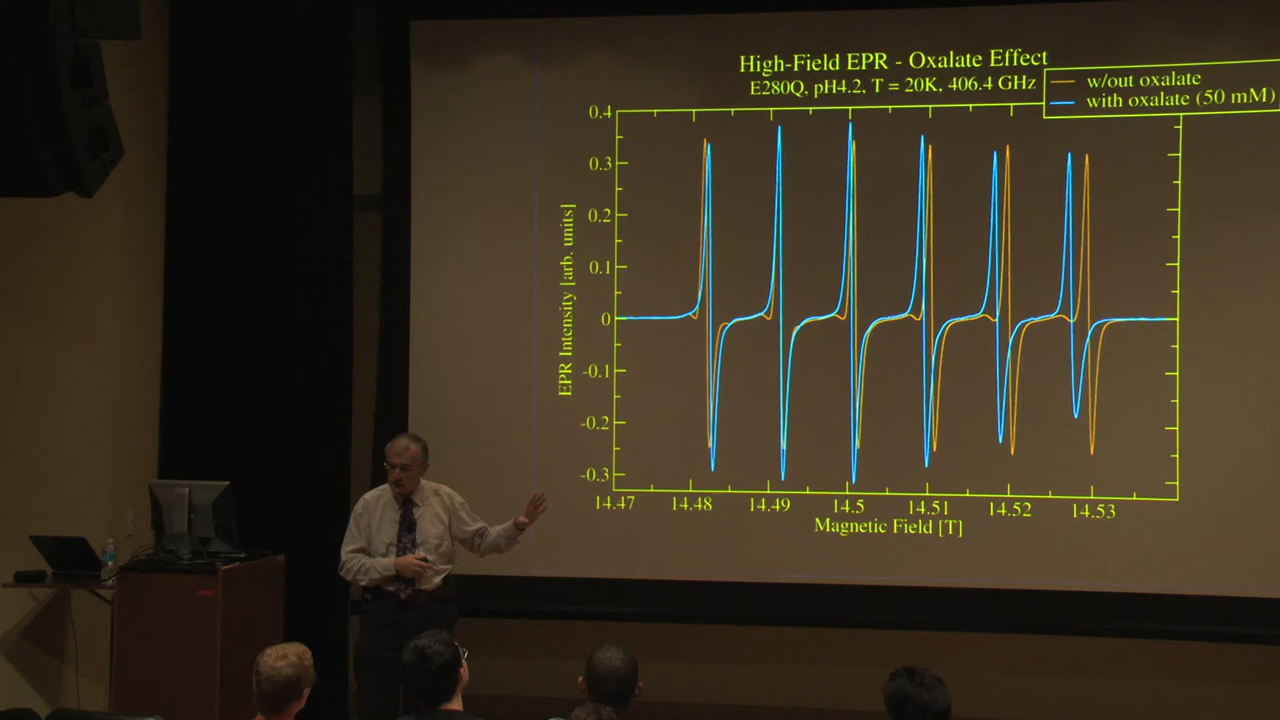 High-Field EPR - Oxalate Effect
E280Q, pH4.2, T = 20K, 406.4 GHz
w/out oxalate
with oxalate (50 mM)
0.4
0.3
0.2
0.1
0
-0.1
-0.2
-0.3
EPR Intensity [arb. units]
14.47 14.48 14.49 14.5 14.51 14.52 14.53
Magnetic Field [T]